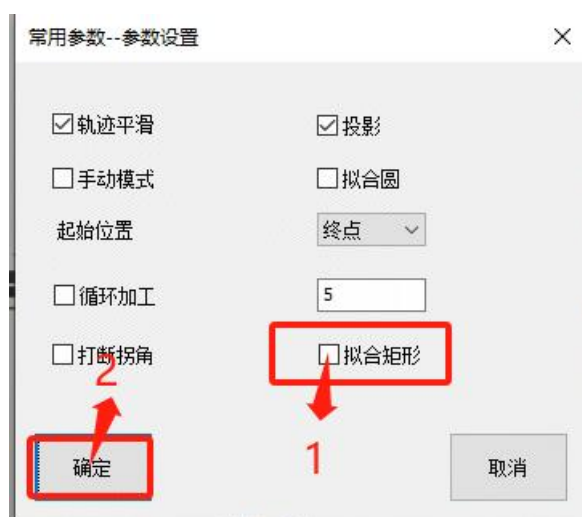 常用参数--参数设置
轨迹平滑 投影
手动模式 拟合圆
起始位置 终点
循环加工 5
打断拐角 拟合矩形
2
1
确定 取消